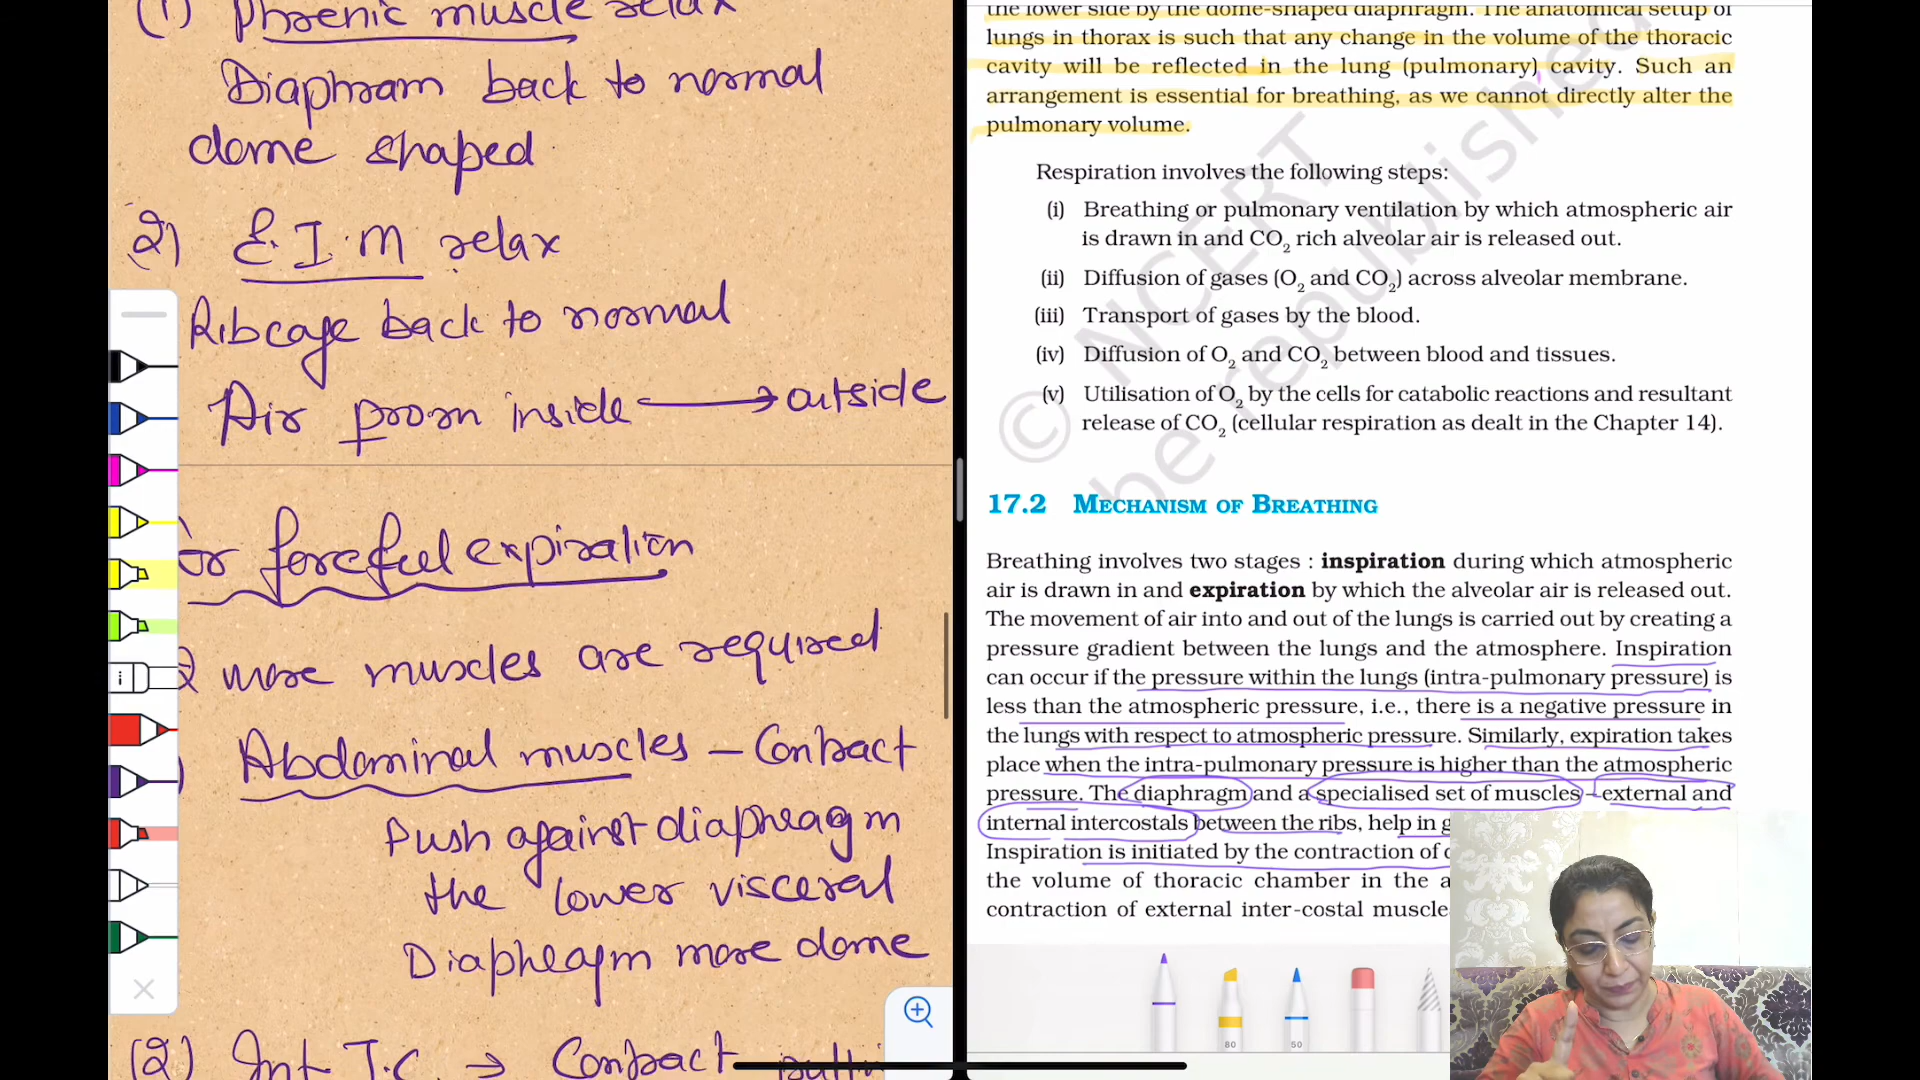 (1) Phrenic muscle relax
Diaphram back to normal
dome shaped
(2) E.I.M relax
Ribcage back to normal
Air from inside → outside
or forceful expiration
2 more muscles are required
) Abdominal muscles - Contract
Push against diaphragm
the lower visceral
Diaphragm more dome
(2) Int I.C. → Contract
the lower side by the dome-shaped diaphragm. The anatomical setup of
lungs in thorax is such that any change in the volume of the thoracic
cavity will be reflected in the lung (pulmonary) cavity. Such an
arrangement is essential for breathing, as we cannot directly alter the
pulmonary volume.
Respiration involves the following steps:
(i) Breathing or pulmonary ventilation by which atmospheric air
is drawn in and CO2 rich alveolar air is released out.
(ii) Diffusion of gases (O2 and CO2) across alveolar membrane.
(iii) Transport of gases by the blood.
(iv) Diffusion of O2 and CO2 between blood and tissues.
(v) Utilisation of O2 by the cells for catabolic reactions and resultant
release of CO2 (cellular respiration as dealt in the Chapter 14).
17.2 MECHANISM OF BREATHING
Breathing involves two stages : inspiration during which atmospheric
air is drawn in and expiration by which the alveolar air is released out.
The movement of air into and out of the lungs is carried out by creating a
pressure gradient between the lungs and the atmosphere. Inspiration
can occur if the pressure within the lungs (intra-pulmonary pressure) is
less than the atmospheric pressure, i.e., there is a negative pressure in
the lungs with respect to atmospheric pressure. Similarly, expiration takes
place when the intra-pulmonary pressure is higher than the atmospheric
pressure. The diaphragm and a specialised set of muscles – external and
internal intercostals between the ribs, help in g
Inspiration is initiated by the contraction of
the volume of thoracic chamber in the a
contraction of external inter-costal muscle
© NCERT
be republished
80
50